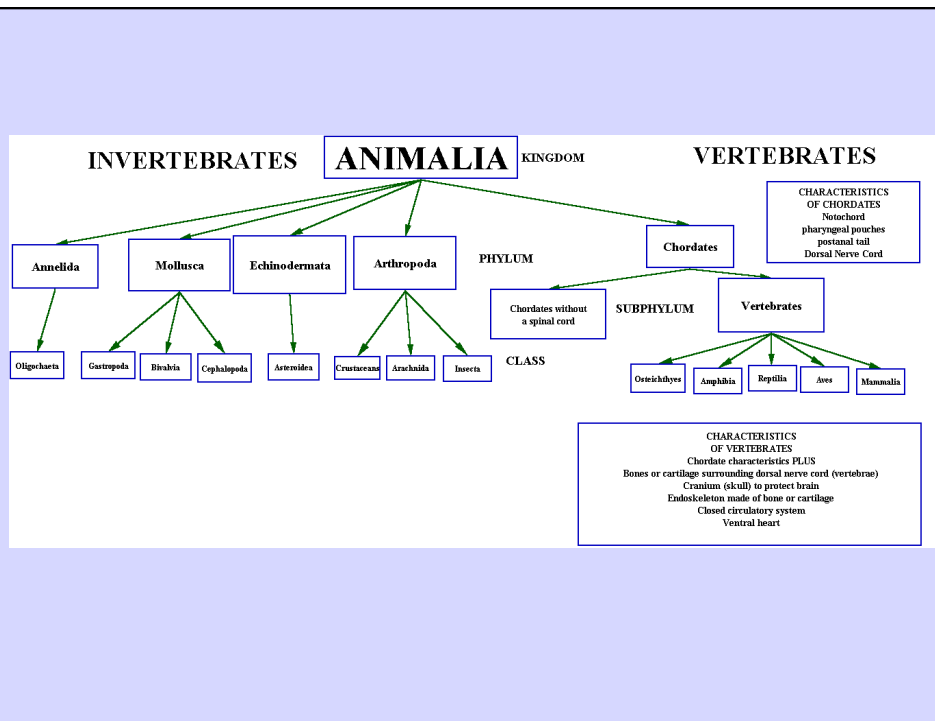 INVERTEBRATES
ANIMALIA
KINGDOM
VERTEBRATES
CHARACTERISTICS
OF CHORDATES
Notochord
pharyngeal pouches
postanal tail
Dorsal Nerve Cord
Annelida
Mollusca
Echinodermata
Arthropoda
PHYLUM
Chordates
Chordates without
a spinal cord
SUBPHYLUM
Vertebrates
Oligochaeta
Gastropoda
Bivalvia
Cephalopoda
Asteroidea
Crustaceans
Arachnida
Insecta
CLASS
Osteichthyes
Amphibia
Reptilia
Aves
Mammalia
CHARACTERISTICS
OF VERTEBRATES
Chordate characteristics PLUS
Bones or cartilage surrounding dorsal nerve cord (vertebrae)
Cranium (skull) to protect brain
Endoskeleton made of bone or cartilage
Closed circulatory system
Ventral heart